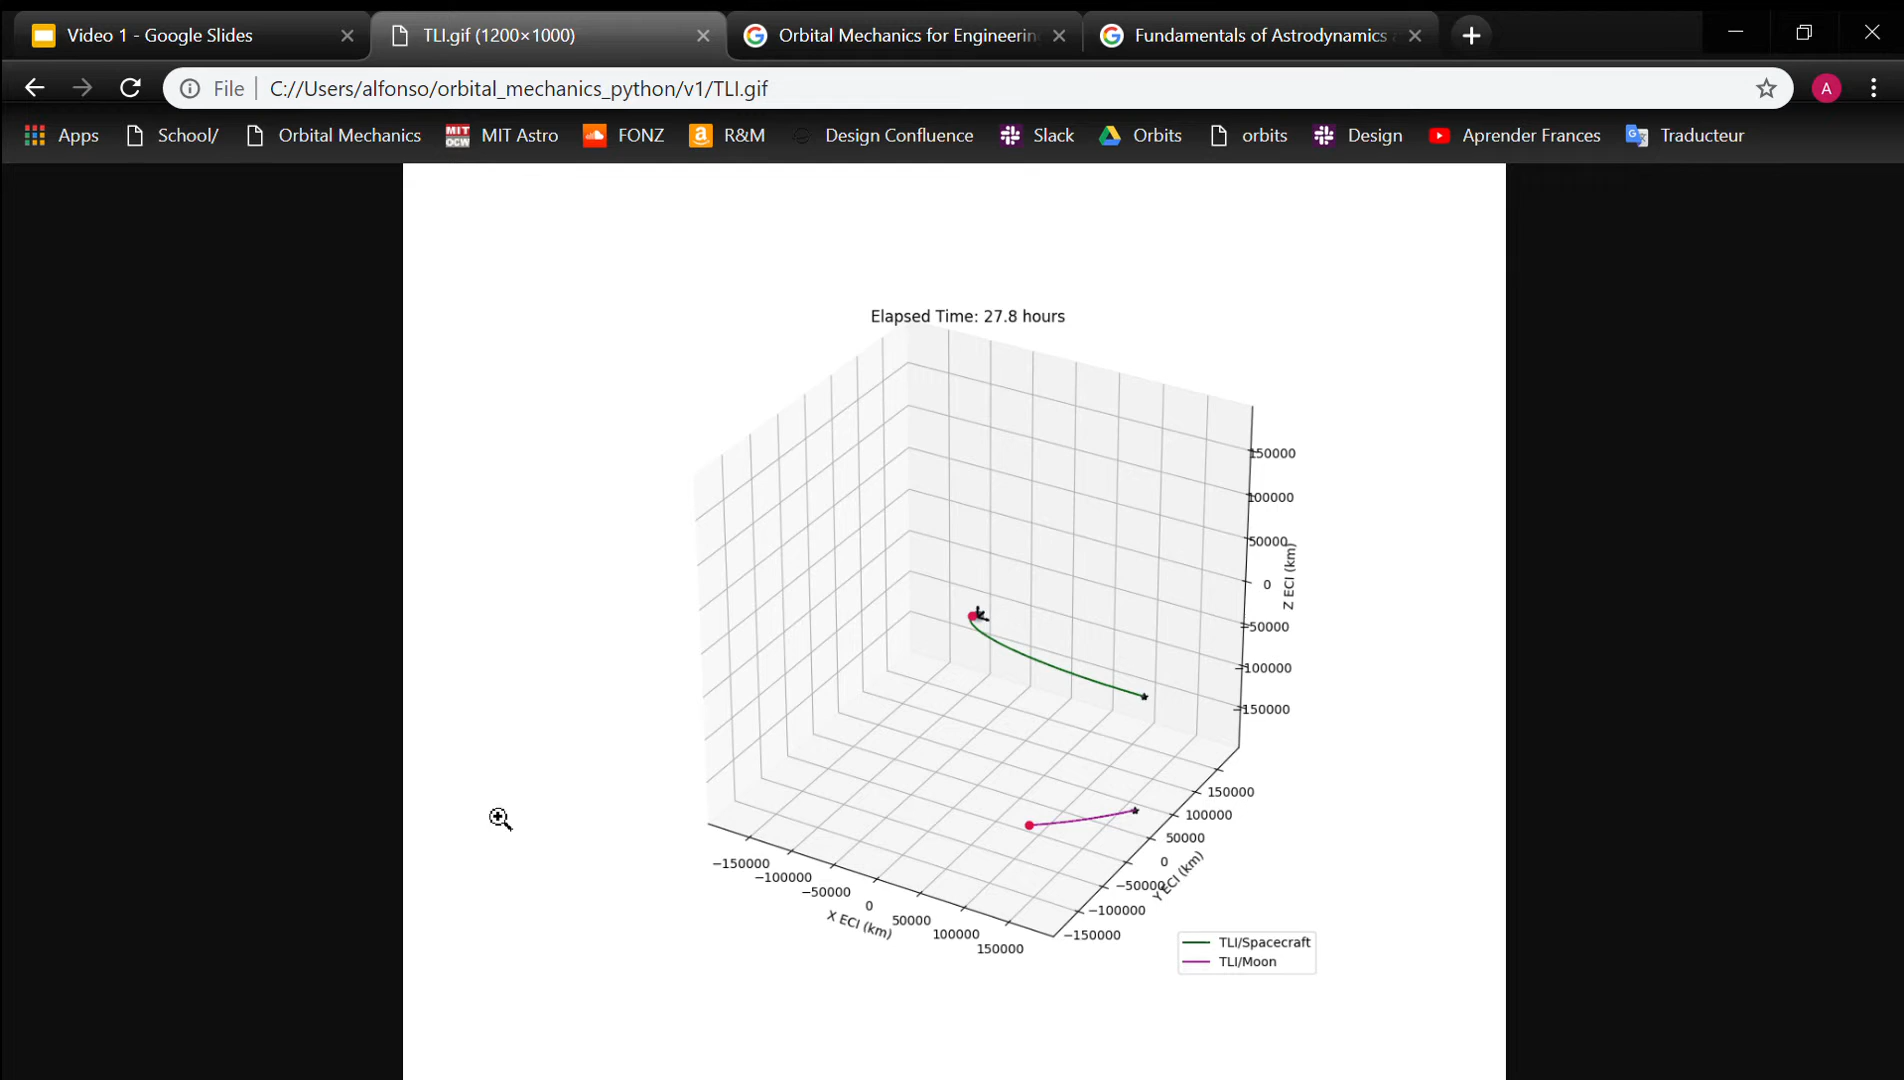 Video 1 - Google Slides
TLI.gif (1200×1000)
Orbital Mechanics for Engineerin
Fundamentals of Astrodynamics
File
C://Users/alfonso/orbital_mechanics_python/v1/TLI.gif
A
Apps
School/
Orbital Mechanics
MIT OCW
MIT Astro
FONZ
R&M
Design Confluence
Slack
Orbits
orbits
Design
Aprender Frances
Traducteur
Elapsed Time: 27.8 hours
150000
100000
50000
0
−50000
−100000
−150000
Z ECI (km)
150000
100000
50000
0
−50000
−100000
−150000
Y ECI (km)
−150000
−100000
−50000
0
50000
100000
150000
X ECI (km)
TLI/Spacecraft
TLI/Moon